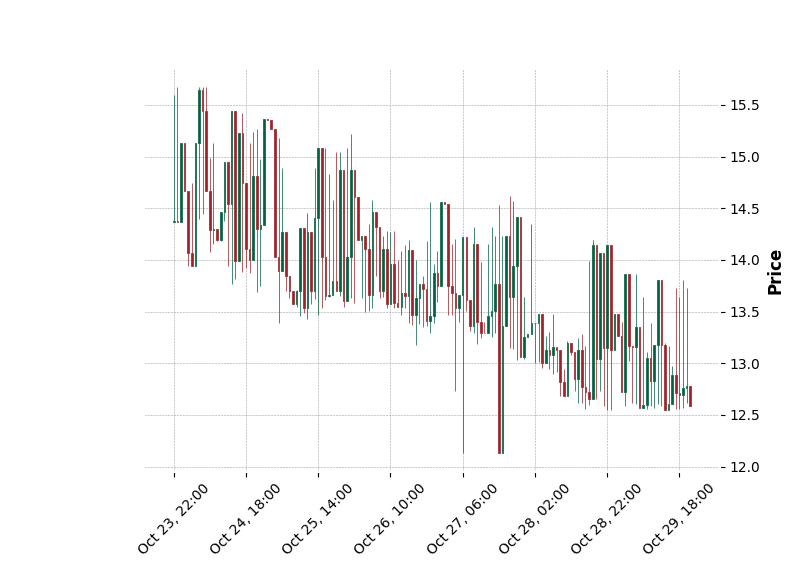 15.5
15.0
14.5
14.0
13.5
13.0
12.5
12.0
Price
Oct 23, 22:00
Oct 24, 18:00
Oct 25, 14:00
Oct 26, 10:00
Oct 27, 06:00
Oct 28, 02:00
Oct 28, 22:00
Oct 29, 18:00